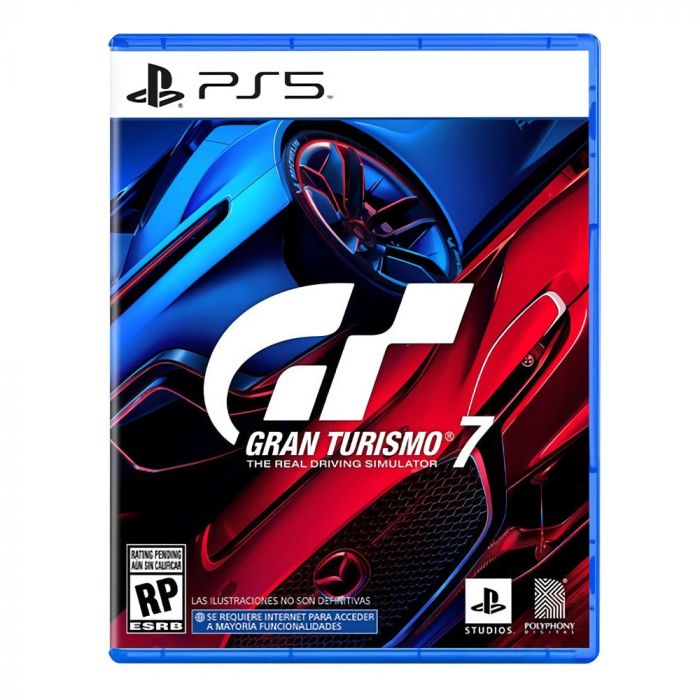 PS5
GT
GRAN TURISMO® 7
THE REAL DRIVING SIMULATOR
RATING PENDING
AÚN SIN CALIFICAR
RP
ESRB
LAS ILUSTRACIONES NO SON DEFINITIVAS
SE REQUIERE INTERNET PARA ACCEDER
A MAYORÍA FUNCIONALIDADES
STUDIOS.
POLYPHONY
DIGITAL